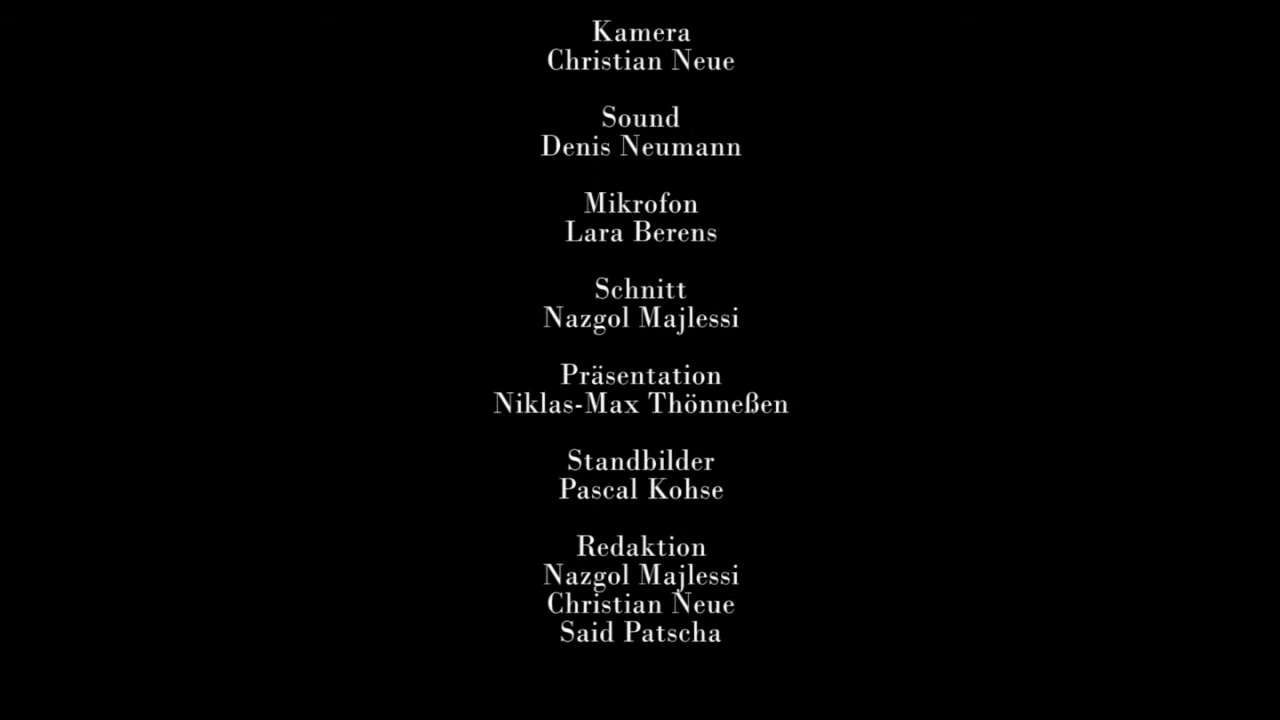 Kamera
Christian Neue
Sound
Denis Neumann
Mikrofon
Lara Berens
Schnitt
Nazgol Majlessi
Präsentation
Niklas-Max Thönneßen
Standbilder
Pascal Kohse
Redaktion
Nazgol Majlessi
Christian Neue
Said Patscha